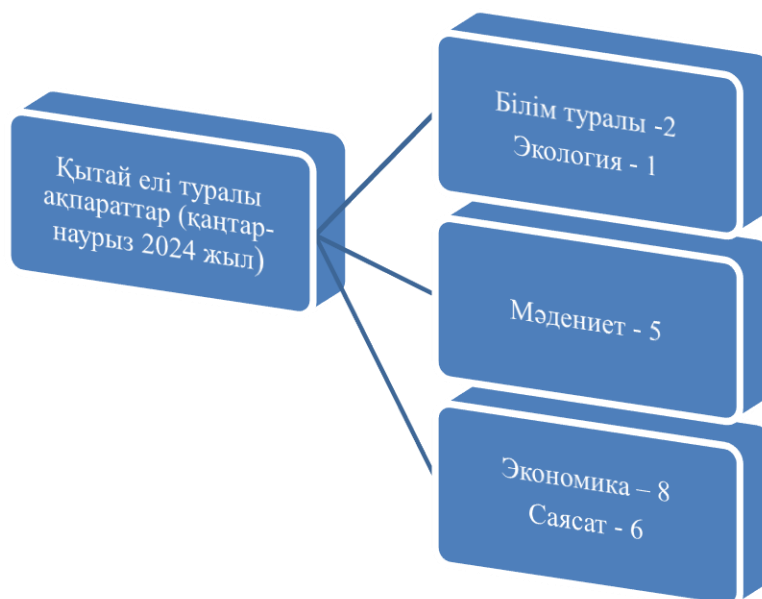 Қытай елі туралы
ақпараттар (қаңтар-
наурыз 2024 жыл)
Білім туралы -2
Экология - 1
Мәдениет - 5
Экономика – 8
Саясат - 6